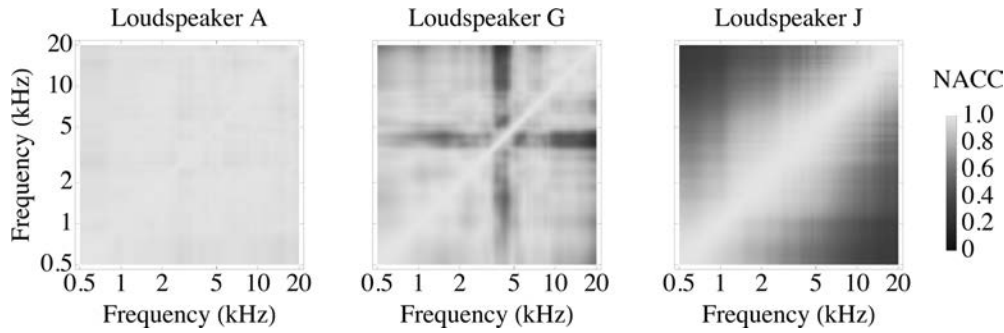 Loudspeaker A
Loudspeaker G
Loudspeaker J
Frequency (kHz)
20
10
5
2
1
0.5
0.5 1 2 5 10 20
Frequency (kHz)
0.5 1 2 5 10 20
Frequency (kHz)
0.5 1 2 5 10 20
Frequency (kHz)
NACC
1.0
0.8
0.6
0.4
0.2
0